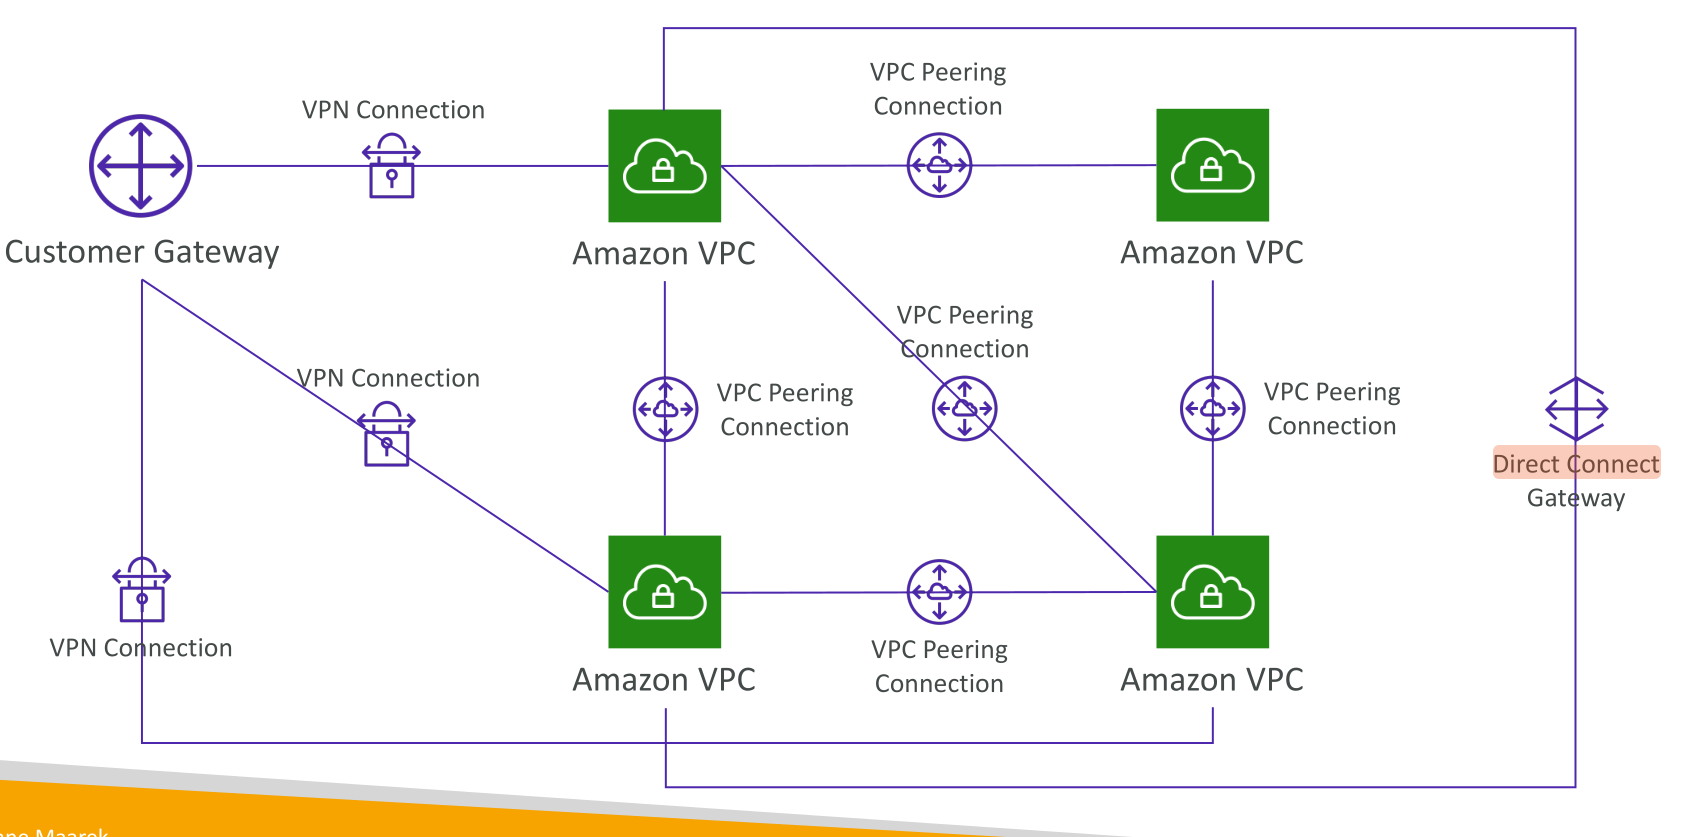 VPC Peering
Connection
VPN Connection
Customer Gateway
Amazon VPC
Amazon VPC
VPC Peering
Connection
VPN Connection
VPC Peering
Connection
VPC Peering
Connection
Direct Connect
Gateway
VPN Connection
VPC Peering
Connection
Amazon VPC
Amazon VPC
Maarek